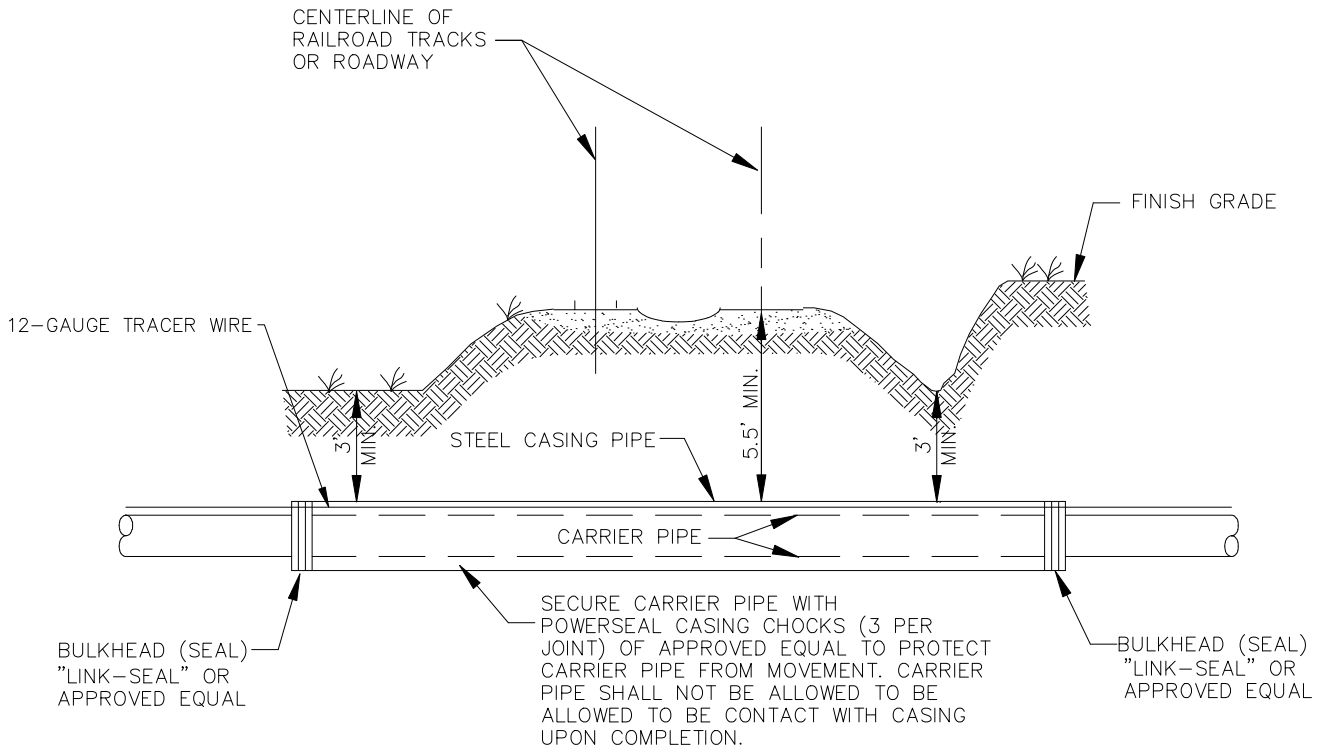 CENTERLINE OF
RAILROAD TRACKS
OR ROADWAY
FINISH GRADE
12-GAUGE TRACER WIRE
3'
MIN.
STEEL CASING PIPE
5.5' MIN.
3'
MIN
CARRIER PIPE
SECURE CARRIER PIPE WITH
POWERSEAL CASING CHOCKS (3 PER
JOINT) OF APPROVED EQUAL TO PROTECT
CARRIER PIPE FROM MOVEMENT. CARRIER
PIPE SHALL NOT BE ALLOWED TO BE
ALLOWED TO BE CONTACT WITH CASING
UPON COMPLETION.
BULKHEAD (SEAL)
"LINK-SEAL" OR
APPROVED EQUAL
BULKHEAD (SEAL)
"LINK-SEAL" OR
APPROVED EQUAL